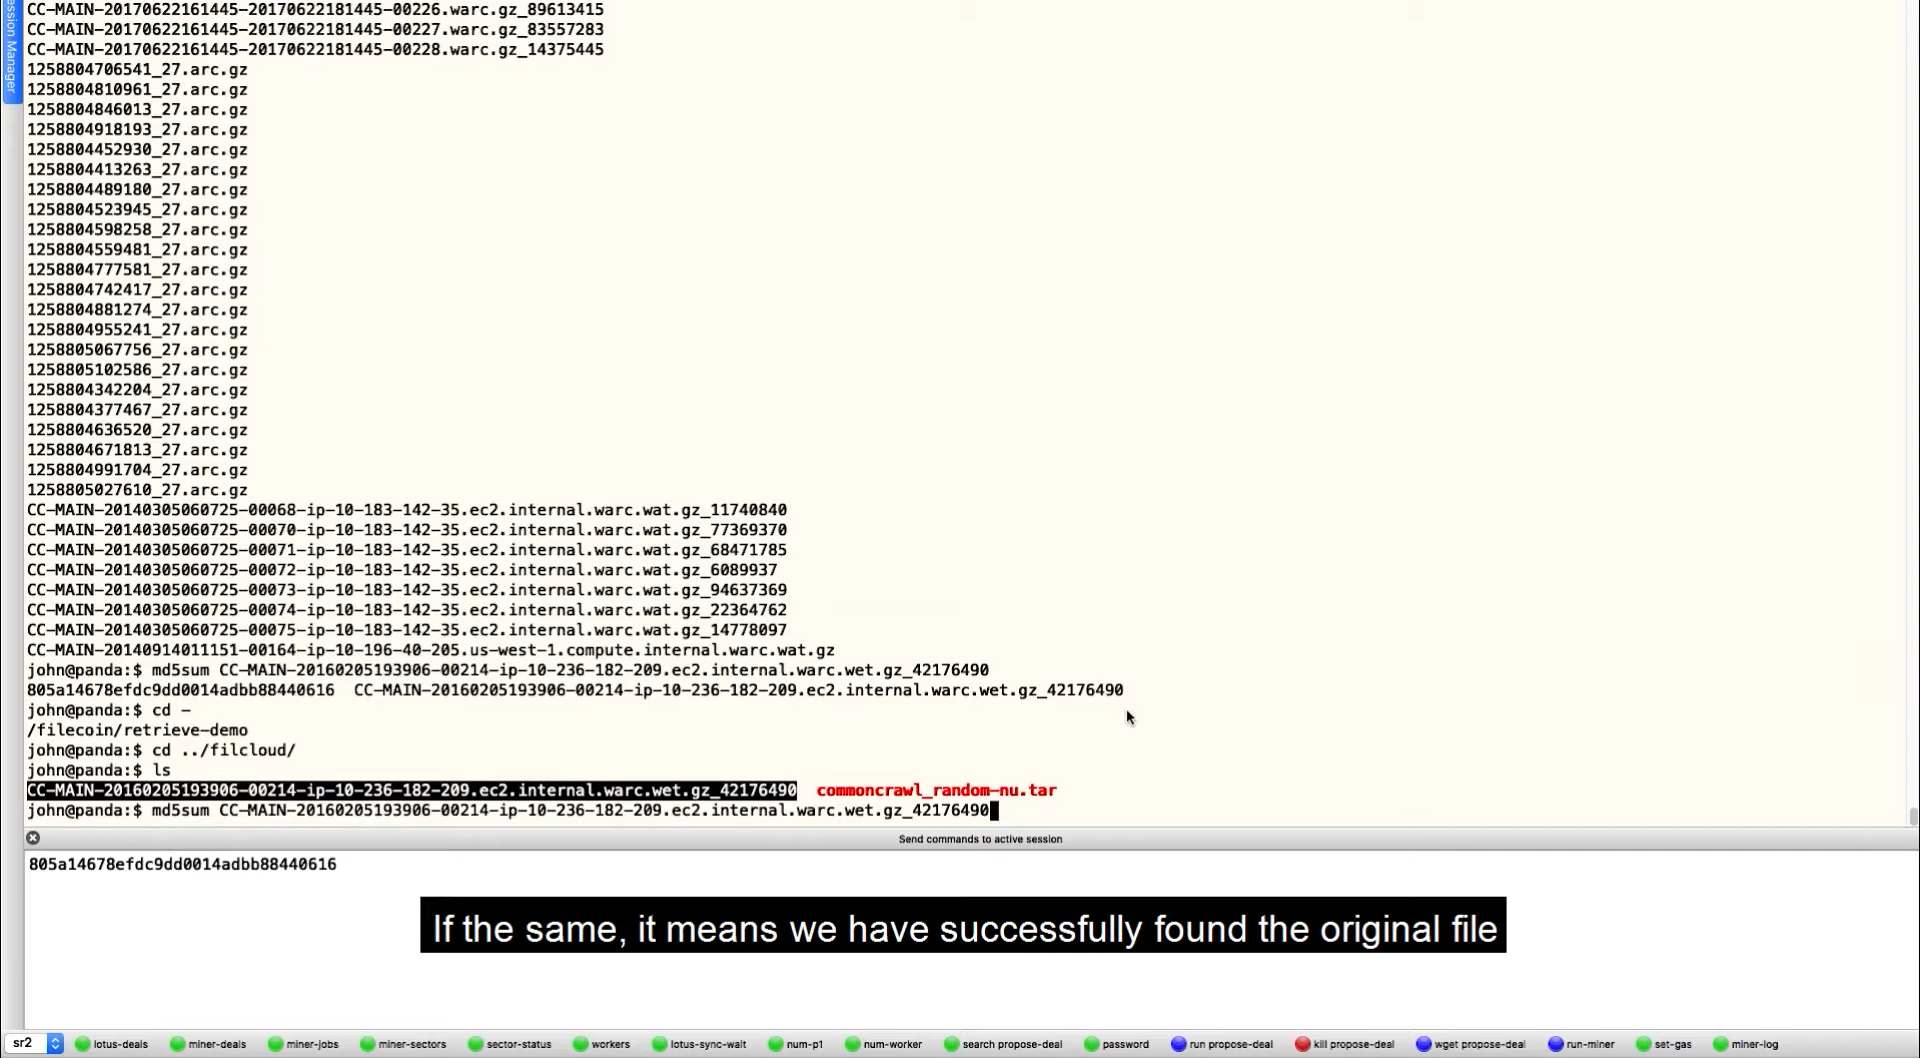 Session Manager
CC-MAIN-20170622161445-20170622181445-00226.warc.gz_89613415
CC-MAIN-20170622161445-20170622181445-00227.warc.gz_83557283
CC-MAIN-20170622161445-20170622181445-00228.warc.gz_14375445
1258804706541_27.arc.gz
1258804810961_27.arc.gz
1258804846013_27.arc.gz
1258804918193_27.arc.gz
1258804452930_27.arc.gz
1258804413263_27.arc.gz
1258804489180_27.arc.gz
1258804523945_27.arc.gz
1258804598258_27.arc.gz
1258804559481_27.arc.gz
1258804777581_27.arc.gz
1258804742417_27.arc.gz
1258804881274_27.arc.gz
1258804955241_27.arc.gz
1258805067756_27.arc.gz
1258805102586_27.arc.gz
1258804342204_27.arc.gz
1258804377467_27.arc.gz
1258804636520_27.arc.gz
1258804671813_27.arc.gz
1258804991704_27.arc.gz
1258805027610_27.arc.gz
CC-MAIN-20140305060725-00068-ip-10-183-142-35.ec2.internal.warc.wat.gz_11740840
CC-MAIN-20140305060725-00070-ip-10-183-142-35.ec2.internal.warc.wat.gz_77369370
CC-MAIN-20140305060725-00071-ip-10-183-142-35.ec2.internal.warc.wat.gz_68471785
CC-MAIN-20140305060725-00072-ip-10-183-142-35.ec2.internal.warc.wat.gz_6089937
CC-MAIN-20140305060725-00073-ip-10-183-142-35.ec2.internal.warc.wat.gz_94637369
CC-MAIN-20140305060725-00074-ip-10-183-142-35.ec2.internal.warc.wat.gz_22364762
CC-MAIN-20140305060725-00075-ip-10-183-142-35.ec2.internal.warc.wat.gz_14778097
CC-MAIN-20140914011151-00164-ip-10-196-40-205.us-west-1.compute.internal.warc.wat.gz
john@panda:$ md5sum CC-MAIN-20160205193906-00214-ip-10-236-182-209.ec2.internal.warc.wet.gz_42176490
805a14678efdc9dd0014adbb88440616  CC-MAIN-20160205193906-00214-ip-10-236-182-209.ec2.internal.warc.wet.gz_42176490
john@panda:$ cd -
/filecoin/retrieve-demo
john@panda:$ cd ../filcloud/
john@panda:$ ls
CC-MAIN-20160205193906-00214-ip-10-236-182-209.ec2.internal.warc.wet.gz_42176490  commoncrawl_random-nu.tar
john@panda:$ md5sum CC-MAIN-20160205193906-00214-ip-10-236-182-209.ec2.internal.warc.wet.gz_42176490
Send commands to active session
805a14678efdc9dd0014adbb88440616
If the same, it means we have successfully found the original file
sr2 lotus-deals miner-deals miner-jobs miner-sectors sector-status workers lotus-sync-wait num-p1 num-worker search propose-deal password run propose-deal kill propose-deal wget propose-deal run-miner set-gas miner-log